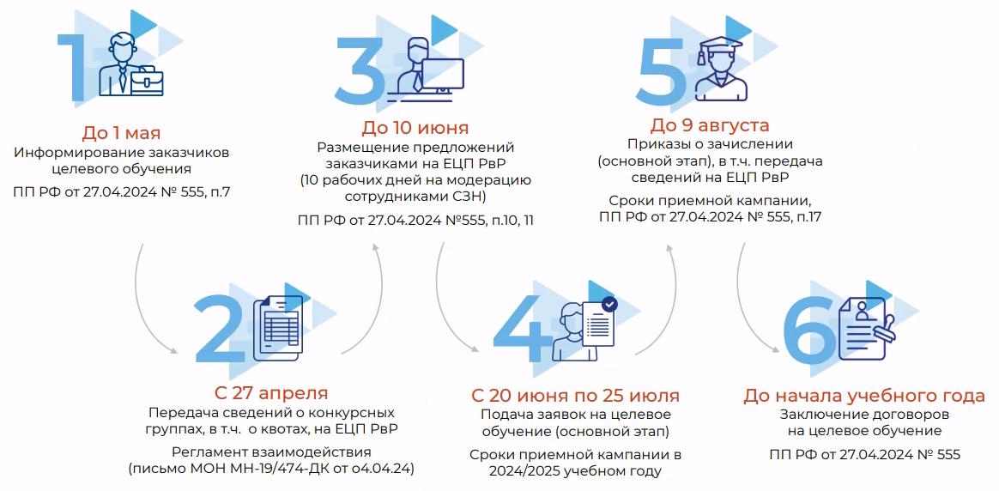 1
До 1 мая
Информирование заказчиков
целевого обучения
ПП РФ от 27.04.2024 № 555, п.7
2
С 27 апреля
Передача сведений о конкурсных
группах, в т.ч. о квотах, на ЕЦП РвР
Регламент взаимодействия
(письмо МОН МН-19/474-ДК от о4.04.24)
3
До 10 июня
Размещение предложений
заказчиками на ЕЦП РвР
(10 рабочих дней на модерацию
сотрудниками СЗН)
ПП РФ от 27.04.2024 №555, п.10, 11
4
С 20 июня по 25 июля
Подача заявок на целевое
обучение (основной этап)
Сроки приемной кампании в
2024/2025 учебном году
5
До 9 августа
Приказы о зачислении
(основной этап), в т.ч. передача
сведений на ЕЦП РвР
Сроки приемной кампании,
ПП РФ от 27.04.2024 № 555, п.17
6
До начала учебного года
Заключение договоров
на целевое обучение
ПП РФ от 27.04.2024 № 555